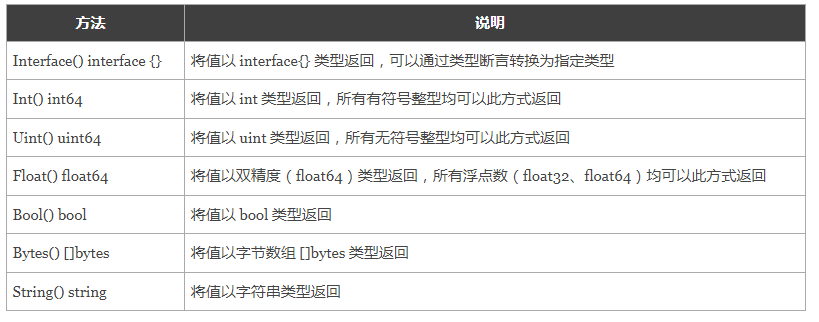 方法 说明
Interface() interface {} 将值以 interface{} 类型返回，可以通过类型断言转换为指定类型
Int() int64 将值以 int 类型返回，所有有符号整型均可以此方式返回
Uint() uint64 将值以 uint 类型返回，所有无符号整型均可以此方式返回
Float() float64 将值以双精度（float64）类型返回，所有浮点数（float32、float64）均可以此方式返回
Bool() bool 将值以 bool 类型返回
Bytes() []bytes 将值以字节数组 []bytes 类型返回
String() string 将值以字符串类型返回